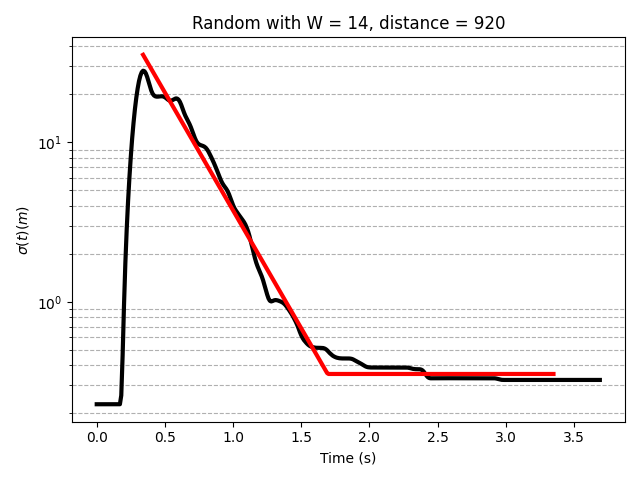 Random with W = 14, distance = 920
10¹
10⁰
σ(t)(m)
0.0 0.5 1.0 1.5 2.0 2.5 3.0 3.5
Time (s)